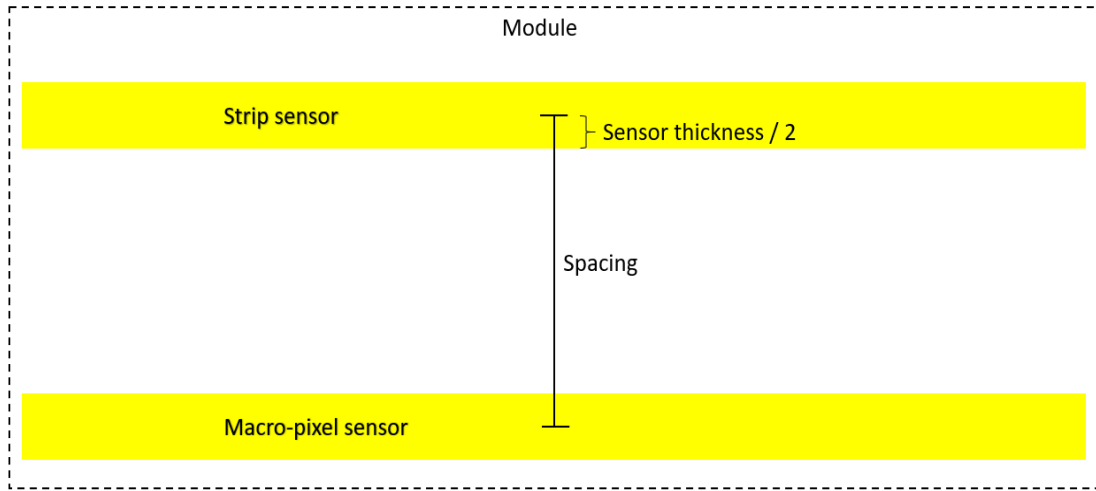 Module
Strip sensor
Sensor thickness / 2
Spacing
Macro-pixel sensor